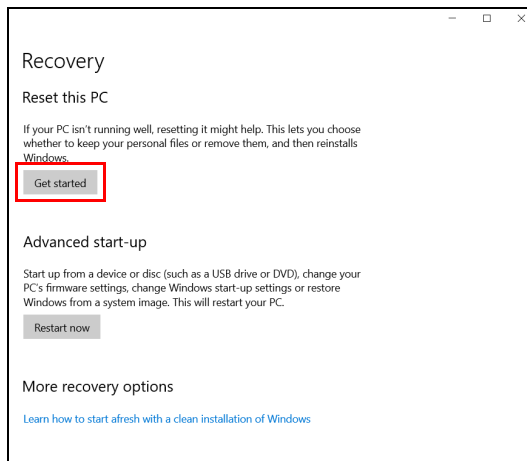 Recovery
Reset this PC
If your PC isn't running well, resetting it might help. This lets you choose
whether to keep your personal files or remove them, and then reinstalls
Windows.
Get started
Advanced start-up
Start up from a device or disc (such as a USB drive or DVD), change your
PC's firmware settings, change Windows start-up settings or restore
Windows from a system image. This will restart your PC.
Restart now
More recovery options
Learn how to start afresh with a clean installation of Windows